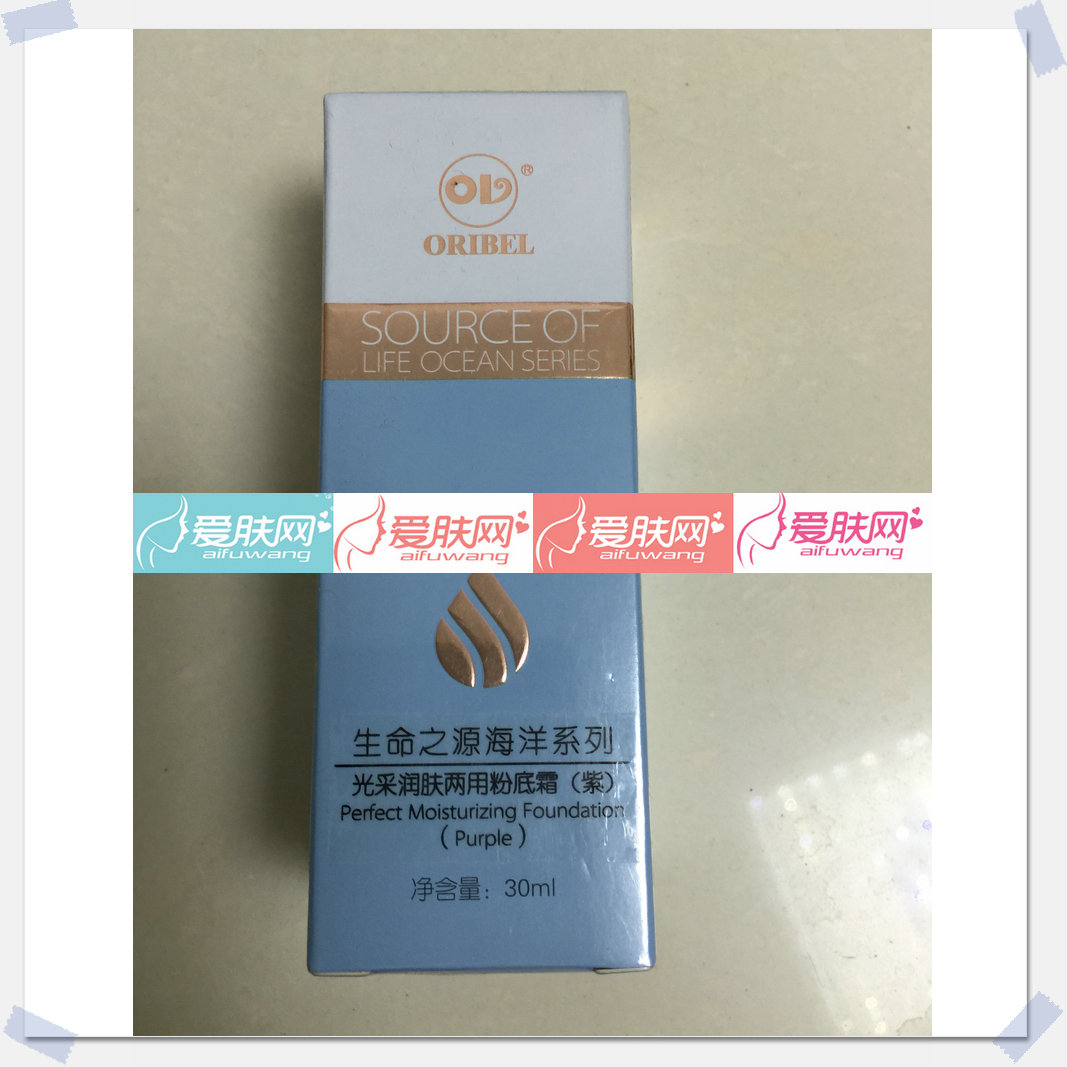 OL®
ORIBEL
SOURCE OF
LIFE OCEAN SERIES
爱肤网 爱肤网 爱肤网 爱肤网
aifuwang aifuwang aifuwang aifuwang
生命之源海洋系列
光采润肤两用粉底霜（紫）
Perfect Moisturizing Foundation
( Purple )
净含量：30ml